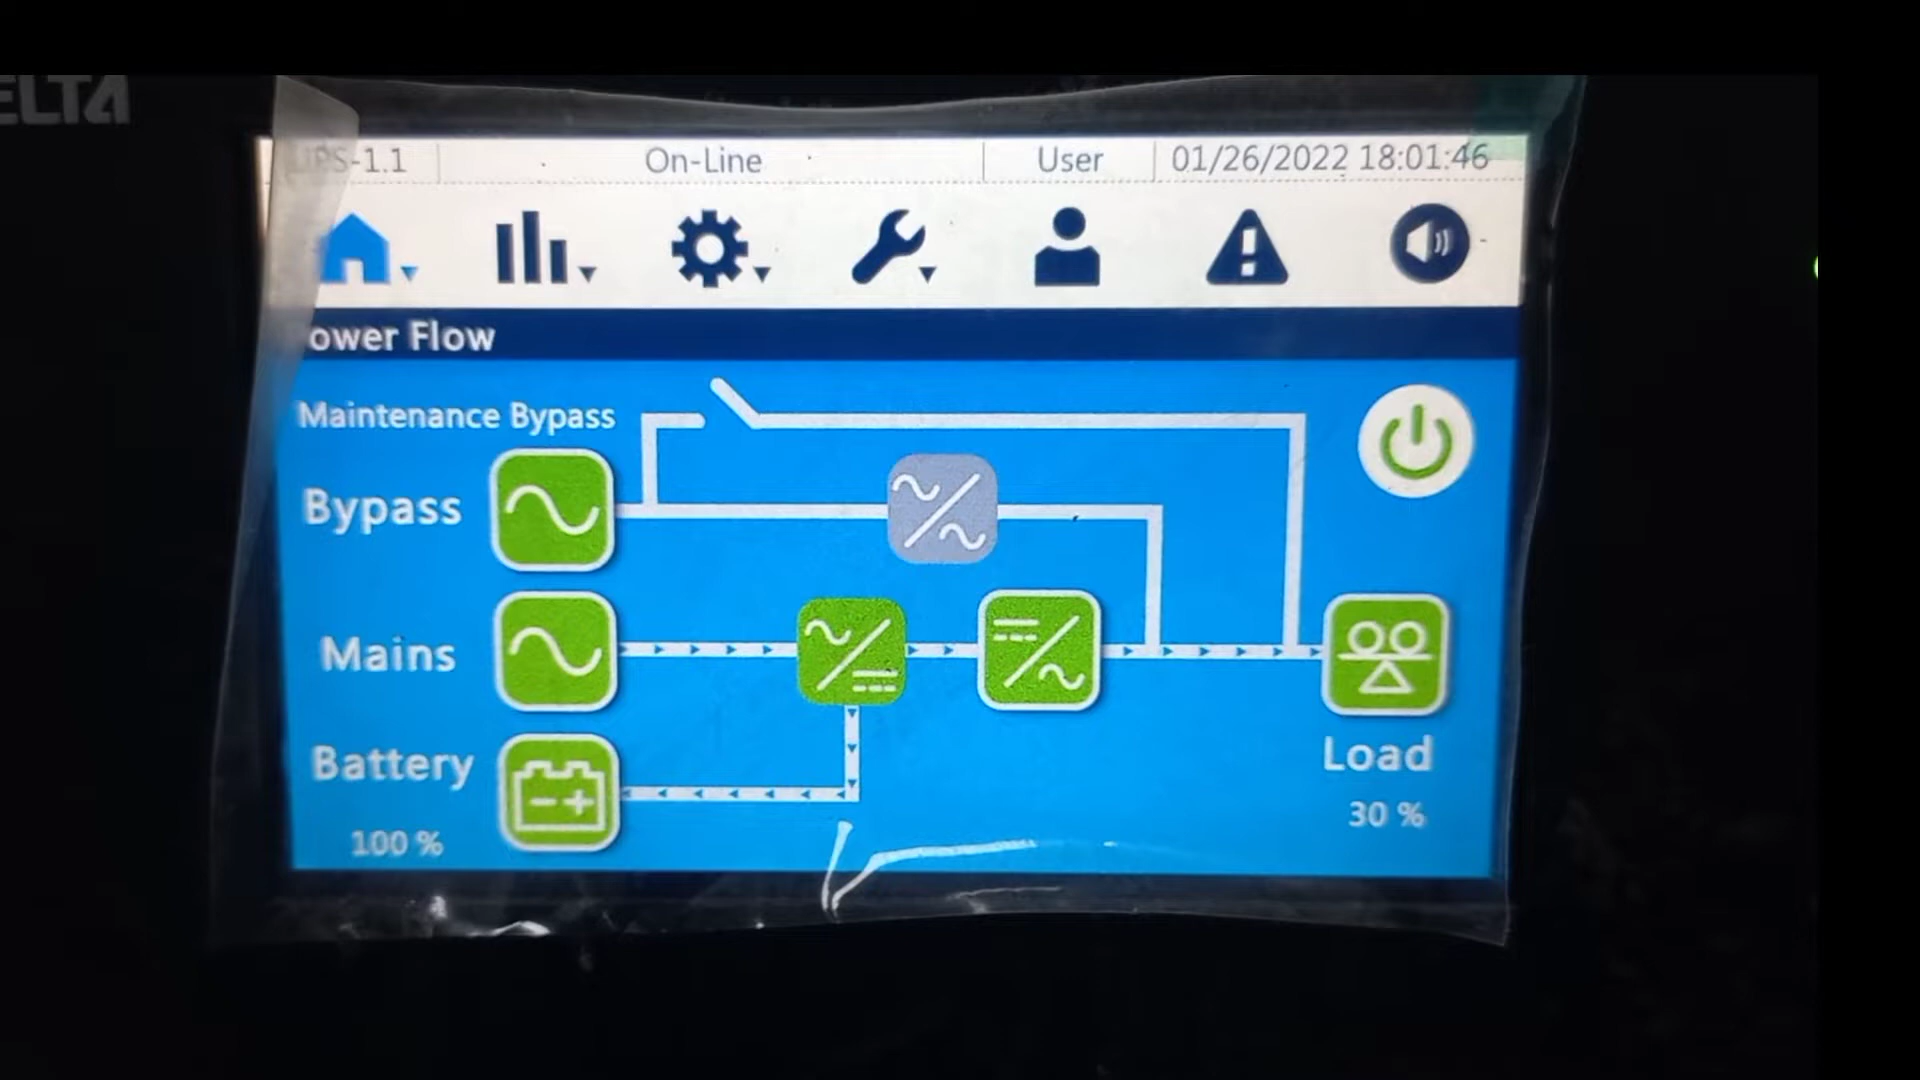 ELTA
UPS-1.1 On-Line User 01/26/2022 18:01:46
ower Flow
Maintenance Bypass
Bypass
Mains
Battery
Load
30 %
100 %